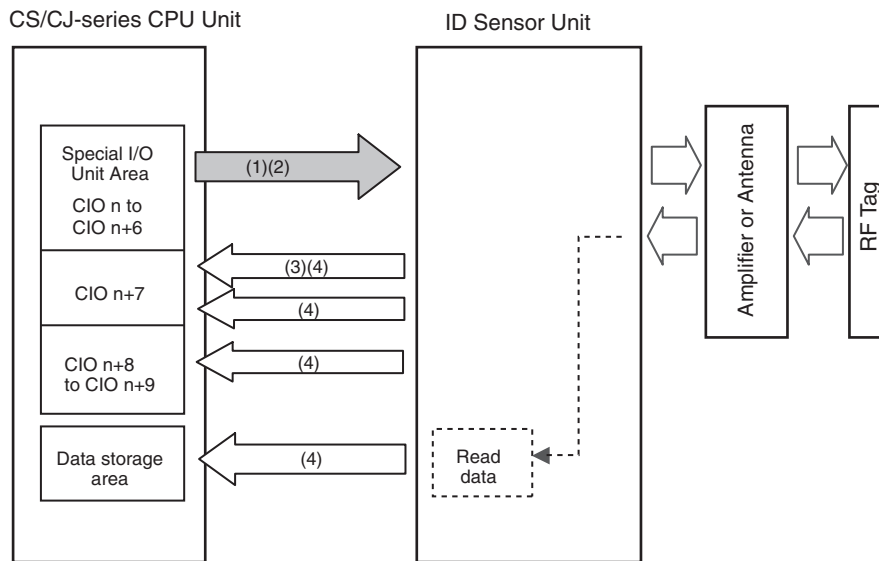 CS/CJ-series CPU Unit
ID Sensor Unit
Special I/O
Unit Area
CIO n to
CIO n+6
(1)(2)
(3)(4)
CIO n+7
(4)
CIO n+8
to CIO n+9
(4)
Data storage
area
(4)
Read
data
Amplifier or Antenna
RF Tag